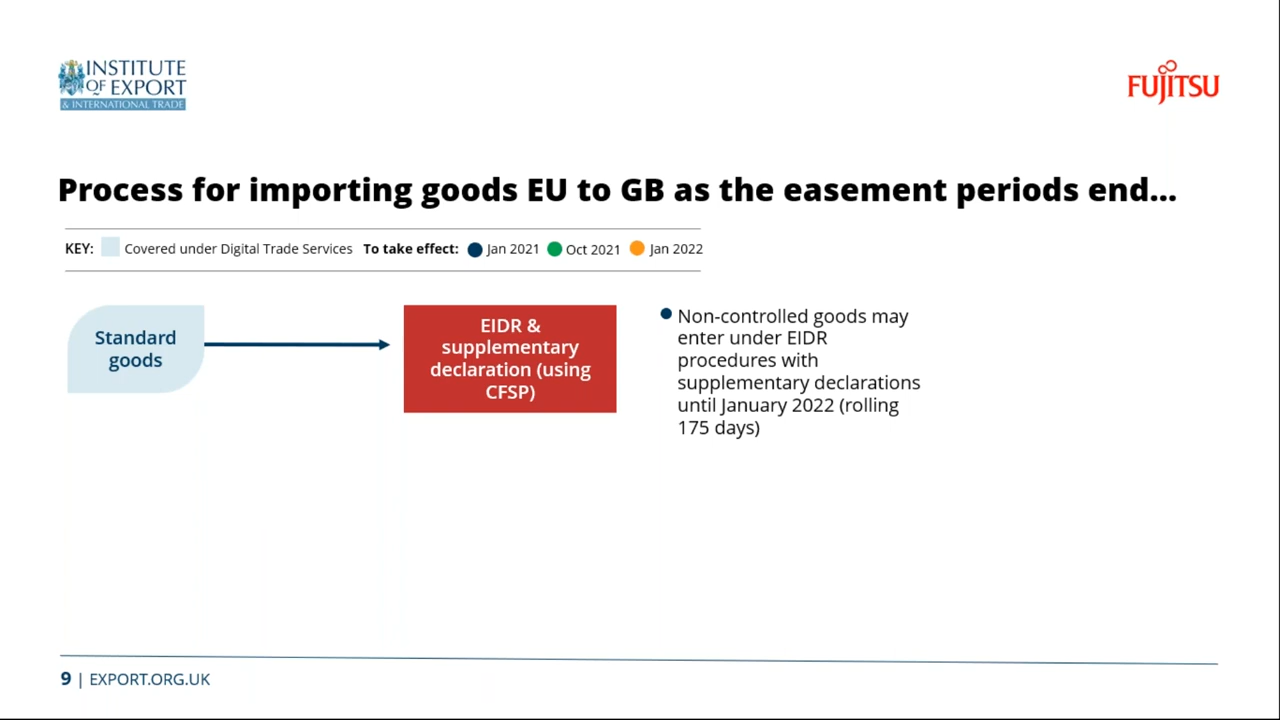 INSTITUTE
OF EXPORT
& INTERNATIONAL TRADE
FUJITSU
Process for importing goods EU to GB as the easement periods end...
KEY: Covered under Digital Trade Services To take effect: Jan 2021 Oct 2021 Jan 2022
Standard
goods
EIDR &
supplementary
declaration (using
CFSP)
Non-controlled goods may
enter under EIDR
procedures with
supplementary declarations
until January 2022 (rolling
175 days)
9 | EXPORT.ORG.UK